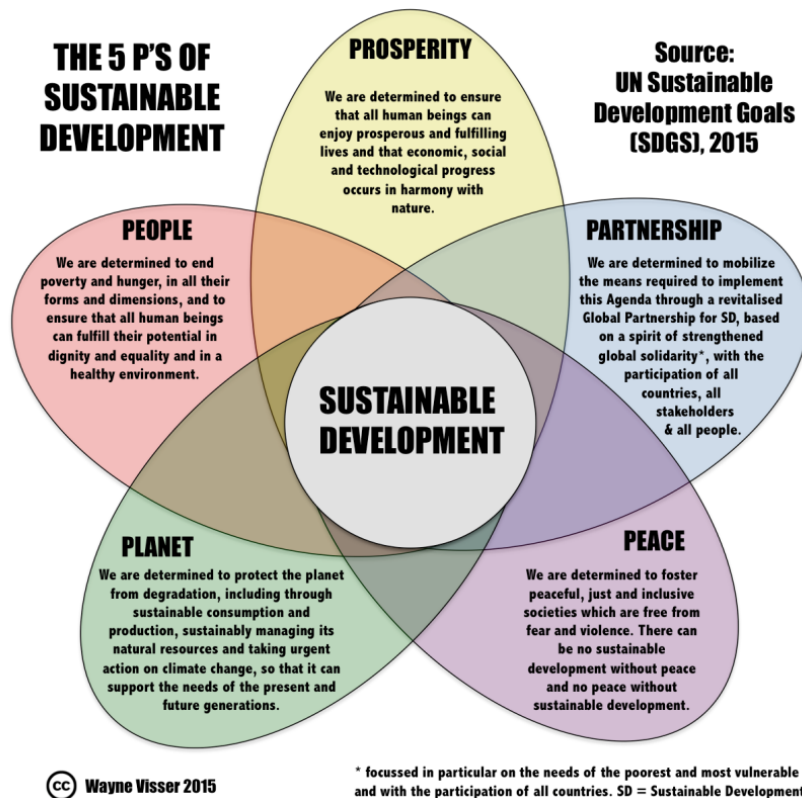 THE 5 P'S OF
SUSTAINABLE
DEVELOPMENT
PROSPERITY
We are determined to ensure
that all human beings can
enjoy prosperous and fulfilling
lives and that economic, social
and technological progress
occurs in harmony with
nature.
Source:
UN Sustainable
Development Goals
(SDGS), 2015
PEOPLE
We are determined to end
poverty and hunger, in all their
forms and dimensions, and to
ensure that all human beings
can fulfill their potential in
dignity and equality and in a
healthy environment.
PARTNERSHIP
We are determined to mobilize
the means required to implement
this Agenda through a revitalised
Global Partnership for SD, based
on a spirit of strengthened
global solidarity*, with the
participation of all
countries, all
stakeholders
& all people.
SUSTAINABLE
DEVELOPMENT
PLANET
We are determined to protect the planet
from degradation, including through
sustainable consumption and
production, sustainably managing its
natural resources and taking urgent
action on climate change, so that it can
support the needs of the present and
future generations.
PEACE
We are determined to foster
peaceful, just and inclusive
societies which are free from
fear and violence. There can
be no sustainable
development without peace
and no peace without
sustainable development.
cc Wayne Visser 2015
* focussed in particular on the needs of the poorest and most vulnerable
and with the participation of all countries. SD = Sustainable Development